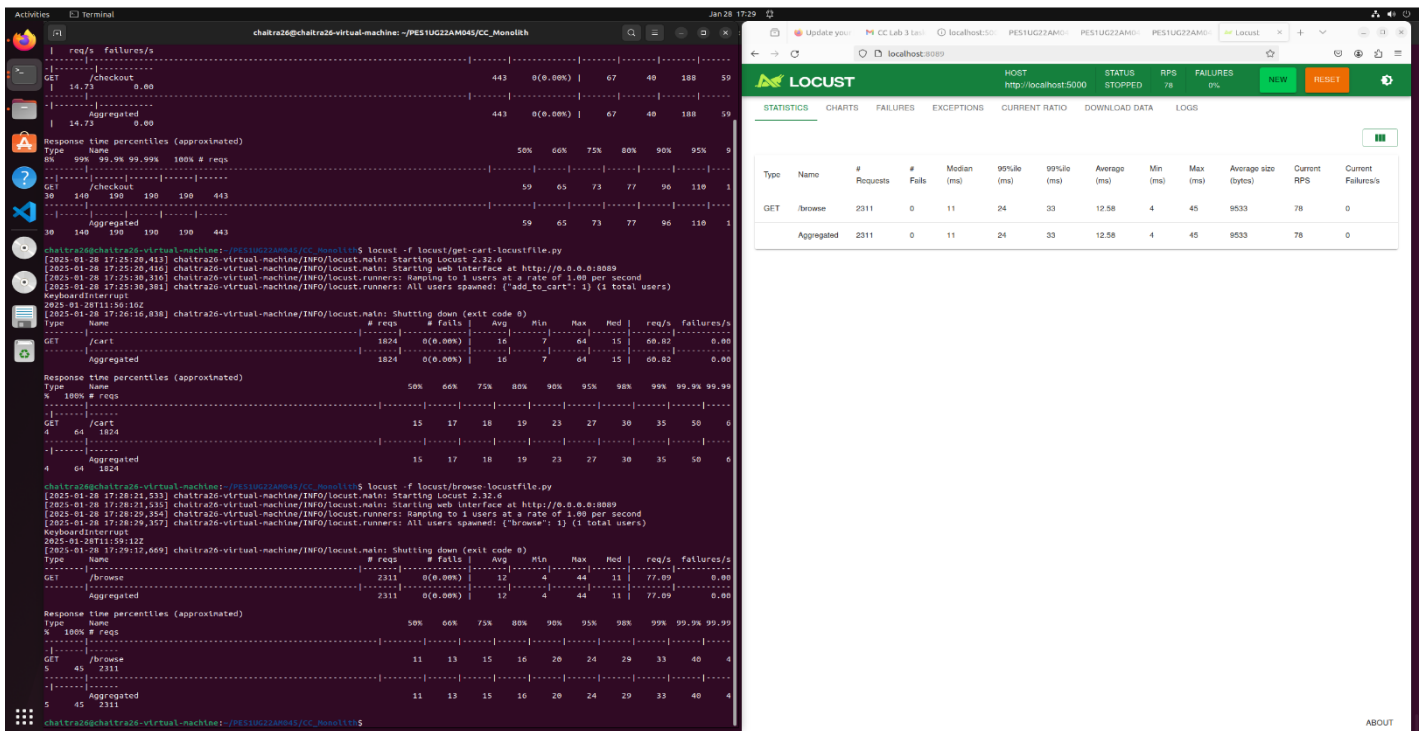 Activities Terminal Jan 28 17:29
chaitra26@chaitra26-virtual-machine: ~/PES1UG22AM045/CC_Monolith
| req/s failures/s
GET /checkout 443 0(0.00%) | 67 40 188 59
| 14.73 0.00
Aggregated 443 0(0.00%) | 67 40 188 59
| 14.73 0.00
Response time percentiles (approximated)
Type Name 50% 66% 75% 80% 90% 95% 9
8% 99% 99.9% 99.99% 100% # reqs
GET /checkout 59 65 73 77 96 110 1
30 140 190 190 190 443
Aggregated 59 65 73 77 96 110 1
30 140 190 190 190 443
chaitra26@chaitra26-virtual-machine:~/PES1UG22AM045/CC_Monolith$ locust -f locust/get-cart-locustfile.py
[2025-01-28 17:25:20,413] chaitra26-virtual-machine/INFO/locust.main: Starting Locust 2.32.6
[2025-01-28 17:25:20,416] chaitra26-virtual-machine/INFO/locust.main: Starting web interface at http://0.0.0.0:8089
[2025-01-28 17:25:30,316] chaitra26-virtual-machine/INFO/locust.runners: Ramping to 1 users at a rate of 1.00 per second
[2025-01-28 17:25:30,381] chaitra26-virtual-machine/INFO/locust.runners: All users spawned: {"add_to_cart": 1} (1 total users)
KeyboardInterrupt
2025-01-28T11:56:16Z
[2025-01-28 17:26:16,838] chaitra26-virtual-machine/INFO/locust.main: Shutting down (exit code 0)
Type Name # reqs # fails | Avg Min Max Med | req/s failures/s
GET /cart 1824 0(0.00%) | 16 7 64 15 | 60.82 0.00
Aggregated 1824 0(0.00%) | 16 7 64 15 | 60.82 0.00
Response time percentiles (approximated)
Type Name 50% 66% 75% 80% 90% 95% 98% 99% 99.9% 99.99
% 100% # reqs
GET /cart 15 17 18 19 23 27 30 35 50 6
4 64 1824
Aggregated 15 17 18 19 23 27 30 35 50 6
4 64 1824
chaitra26@chaitra26-virtual-machine:~/PES1UG22AM045/CC_Monolith$ locust -f locust/browse-locustfile.py
[2025-01-28 17:28:21,533] chaitra26-virtual-machine/INFO/locust.main: Starting Locust 2.32.6
[2025-01-28 17:28:21,535] chaitra26-virtual-machine/INFO/locust.main: Starting web interface at http://0.0.0.0:8089
[2025-01-28 17:28:29,354] chaitra26-virtual-machine/INFO/locust.runners: Ramping to 1 users at a rate of 1.00 per second
[2025-01-28 17:28:29,357] chaitra26-virtual-machine/INFO/locust.runners: All users spawned: {"browse": 1} (1 total users)
KeyboardInterrupt
2025-01-28T11:59:12Z
[2025-01-28 17:29:12,669] chaitra26-virtual-machine/INFO/locust.main: Shutting down (exit code 0)
Type Name # reqs # fails | Avg Min Max Med | req/s failures/s
GET /browse 2311 0(0.00%) | 12 4 44 11 | 77.09 0.00
Aggregated 2311 0(0.00%) | 12 4 44 11 | 77.09 0.00
Response time percentiles (approximated)
Type Name 50% 66% 75% 80% 90% 95% 98% 99% 99.9% 99.99
% 100% # reqs
GET /browse 11 13 15 16 20 24 29 33 40 4
5 45 2311
Aggregated 11 13 15 16 20 24 29 33 40 4
5 45 2311
chaitra26@chaitra26-virtual-machine:~/PES1UG22AM045/CC_Monolith$
Update your CC Lab 3 tas localhost:500 PES1UG22AM0 PES1UG22AM0 PES1UG22AM0 Locust
localhost:8089
LOCUST
HOST STATUS RPS FAILURES
http://localhost:5000 STOPPED 78 0%
NEW RESET
STATISTICS CHARTS FAILURES EXCEPTIONS CURRENT RATIO DOWNLOAD DATA LOGS
Type Name # Requests # Fails Median (ms) 95%ile (ms) 99%ile (ms) Average (ms) Min (ms) Max (ms) Average size (bytes) Current RPS Current Failures/s
GET /browse 2311 0 11 24 33 12.58 4 45 9533 78 0
Aggregated 2311 0 11 24 33 12.58 4 45 9533 78 0
ABOUT